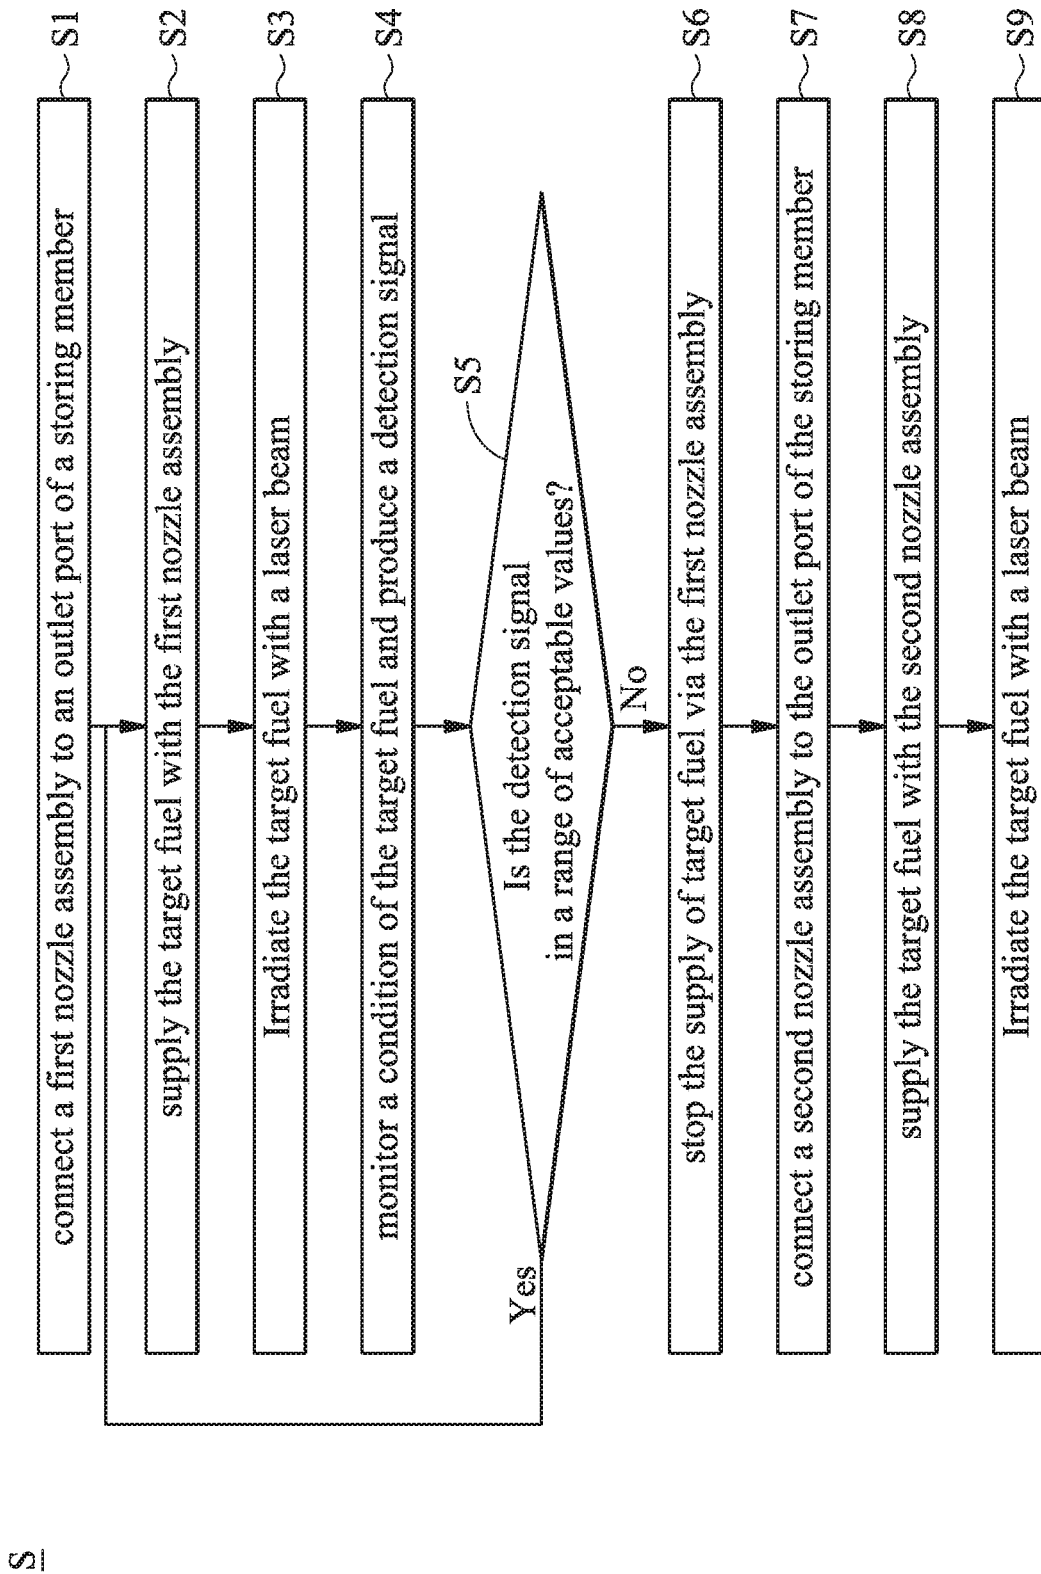 S
connect a first nozzle assembly to an outlet port of a storing member
S1
supply the target fuel with the first nozzle assembly
S2
Irradiate the target fuel with a laser beam
S3
monitor a condition of the target fuel and produce a detection signal
S4
S5
Is the detection signal
in a range of acceptable values?
Yes
No
stop the supply of target fuel via the first nozzle assembly
S6
connect a second nozzle assembly to the outlet port of the storing member
S7
supply the target fuel with the second nozzle assembly
S8
Irradiate the target fuel with a laser beam
S9